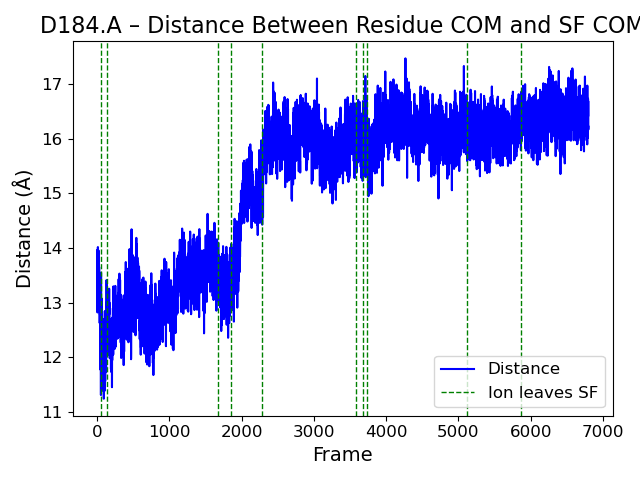 D184.A – Distance Between Residue COM and SF COM
Distance (Å)
17
16
15
14
13
12
11
0 1000 2000 3000 4000 5000 6000 7000
Frame
Distance
Ion leaves SF